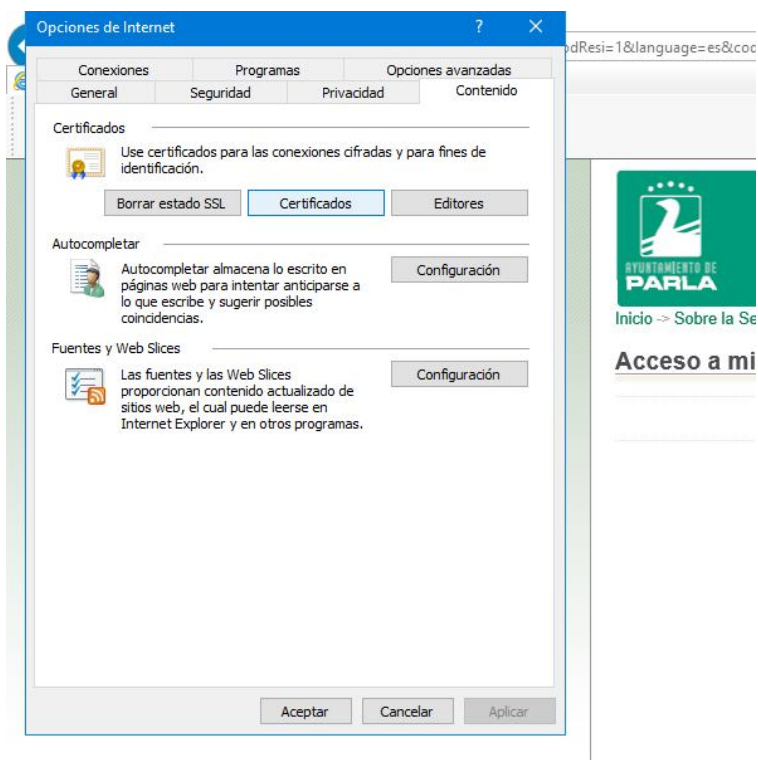 Opciones de Internet
?
dResi=1&language=es&cod
Conexiones
Programas
Opciones avanzadas
General
Seguridad
Privacidad
Contenido
Certificados
Use certificados para las conexiones cifradas y para fines de
identificación.
Borrar estado SSL
Certificados
Editores
Autocompletar
Autocompletar almacena lo escrito en
páginas web para intentar anticiparse a
lo que escribe y sugerir posibles
coincidencias.
Configuración
Fuentes y Web Slices
Las fuentes y las Web Slices
proporcionan contenido actualizado de
sitios web, el cual puede leerse en
Internet Explorer y en otros programas.
Configuración
Aceptar
Cancelar
Aplicar
AYUNTAMIENTO DE
PARLA
Inicio -> Sobre la Se
Acceso a mi